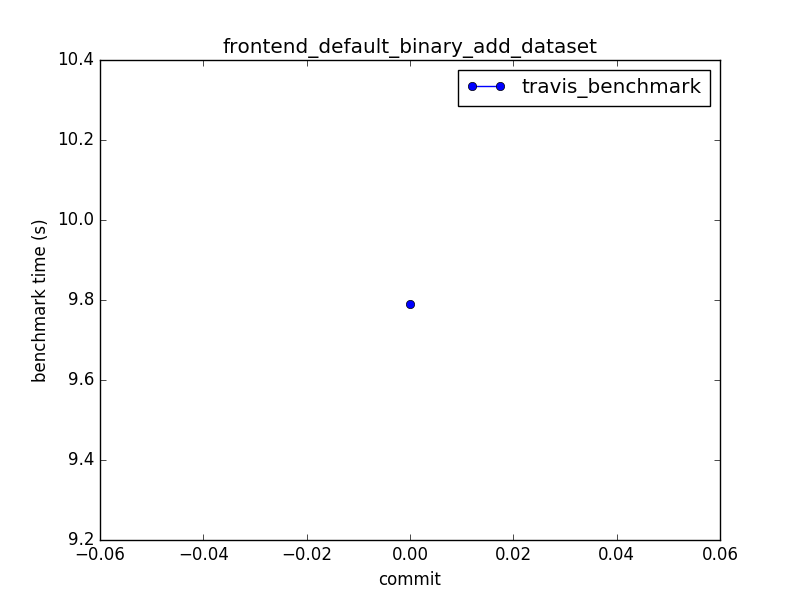 frontend_default_binary_add_dataset
travis_benchmark
10.4
10.2
10.0
9.8
9.6
9.4
9.2
benchmark time (s)
−0.06 −0.04 −0.02 0.00 0.02 0.04 0.06
commit